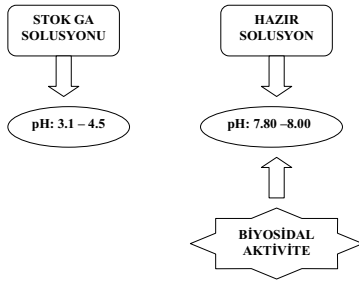 STOK GA
SOLUSYONU
HAZIR
SOLUSYON
pH: 3.1 – 4.5
pH: 7.80 –8.00
BİYOSİDAL
AKTİVİTE